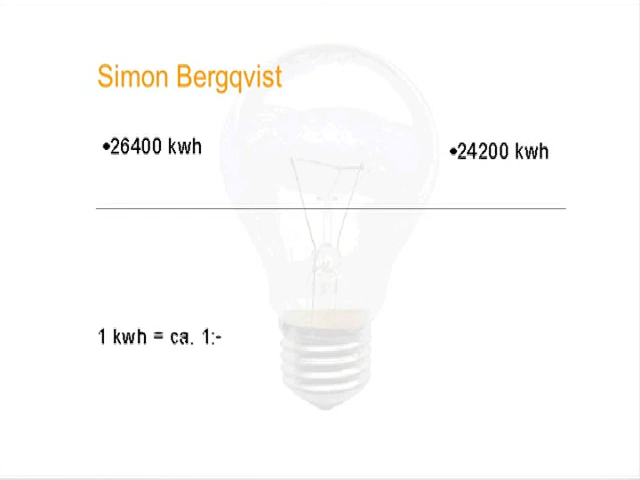 Simon Bergqvist
•26400 kwh
•24200 kwh
1 kwh = ca. 1:-